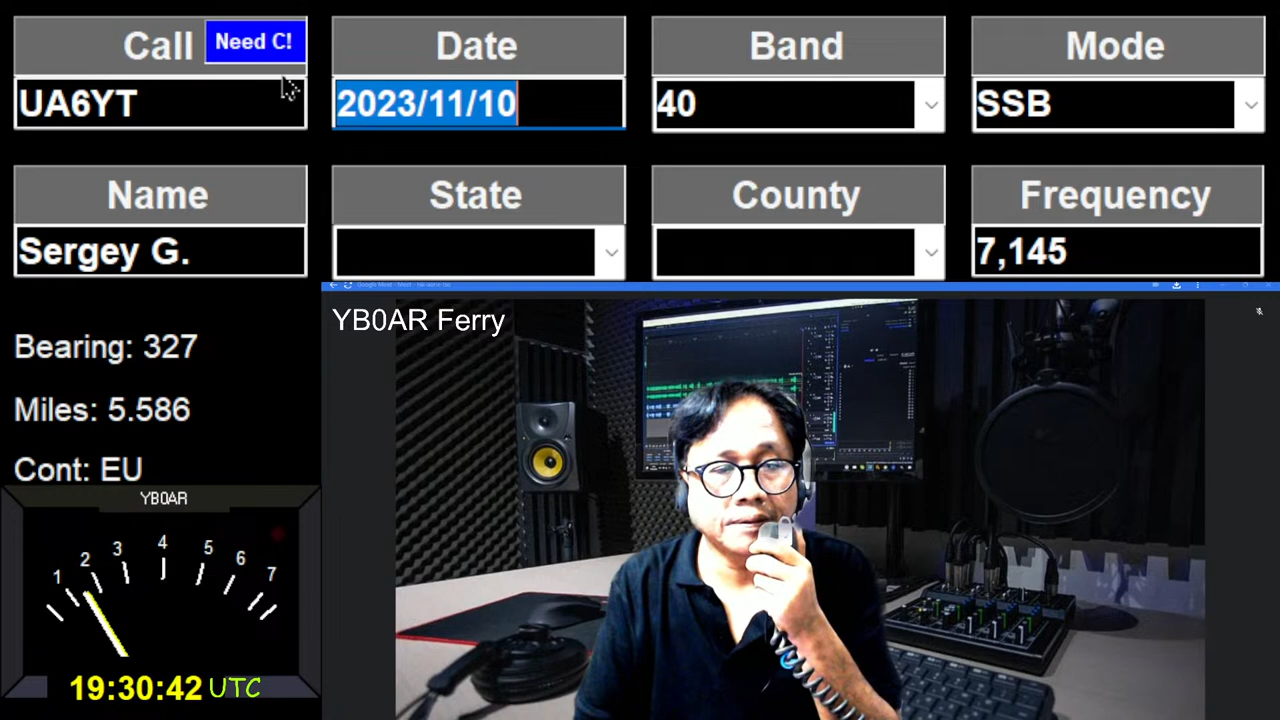 Call
Need C!
Date
Band
Mode
UA6YT
2023/11/10
40
SSB
Name
State
County
Frequency
Sergey G.
7,145
YB0AR Ferry
Bearing: 327
Miles: 5.586
Cont: EU
YB0AR
1 2 3 4 5 6 7
19:30:42 UTC